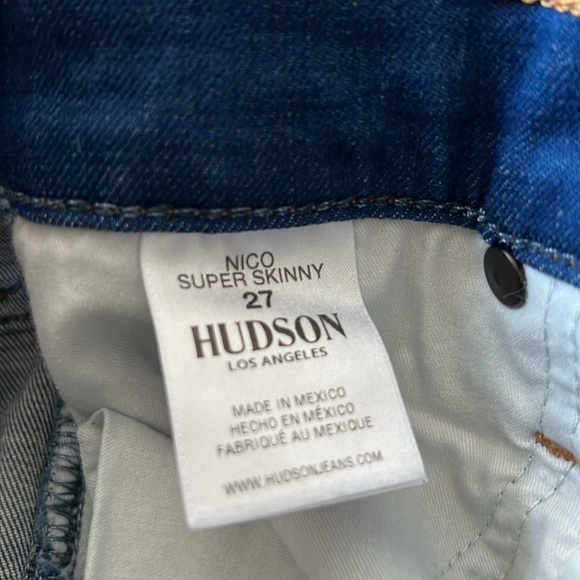 NICO
SUPER SKINNY
27
HUDSON
LOS ANGELES
MADE IN MEXICO
HECHO EN MÉXICO
FABRIQUÉ AU MEXIQUE
WWW.HUDSONJEANS.COM